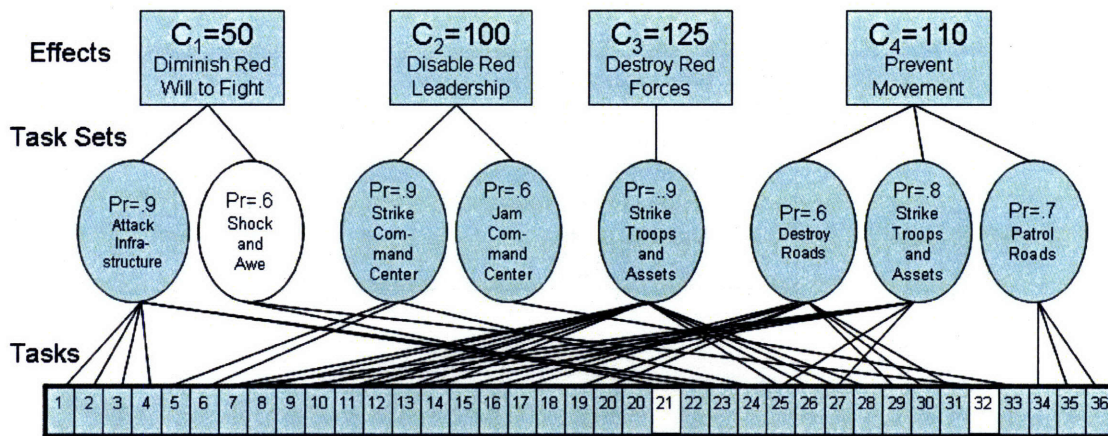 Effects
C1=50
Diminish Red
Will to Fight
C2=100
Disable Red
Leadership
C3=125
Destroy Red
Forces
C4=110
Prevent
Movement
Task Sets
Pr=.9
Attack
Infra-
structure
Pr=.6
Shock
and
Awe
Pr=.9
Strike
Com-
mand
Center
Pr=.6
Jam
Com-
mand
Center
Pr=..9
Strike
Troops
and
Assets
Pr=.6
Destroy
Roads
Pr=.8
Strike
Troops
and
Assets
Pr=.7
Patrol
Roads
Tasks
1 2 3 4 5 6 7 8 9 10 11 12 13 14 15 16 17 18 19 20 20 21 22 23 24 25 26 27 28 29 30 31 32 33 34 35 36